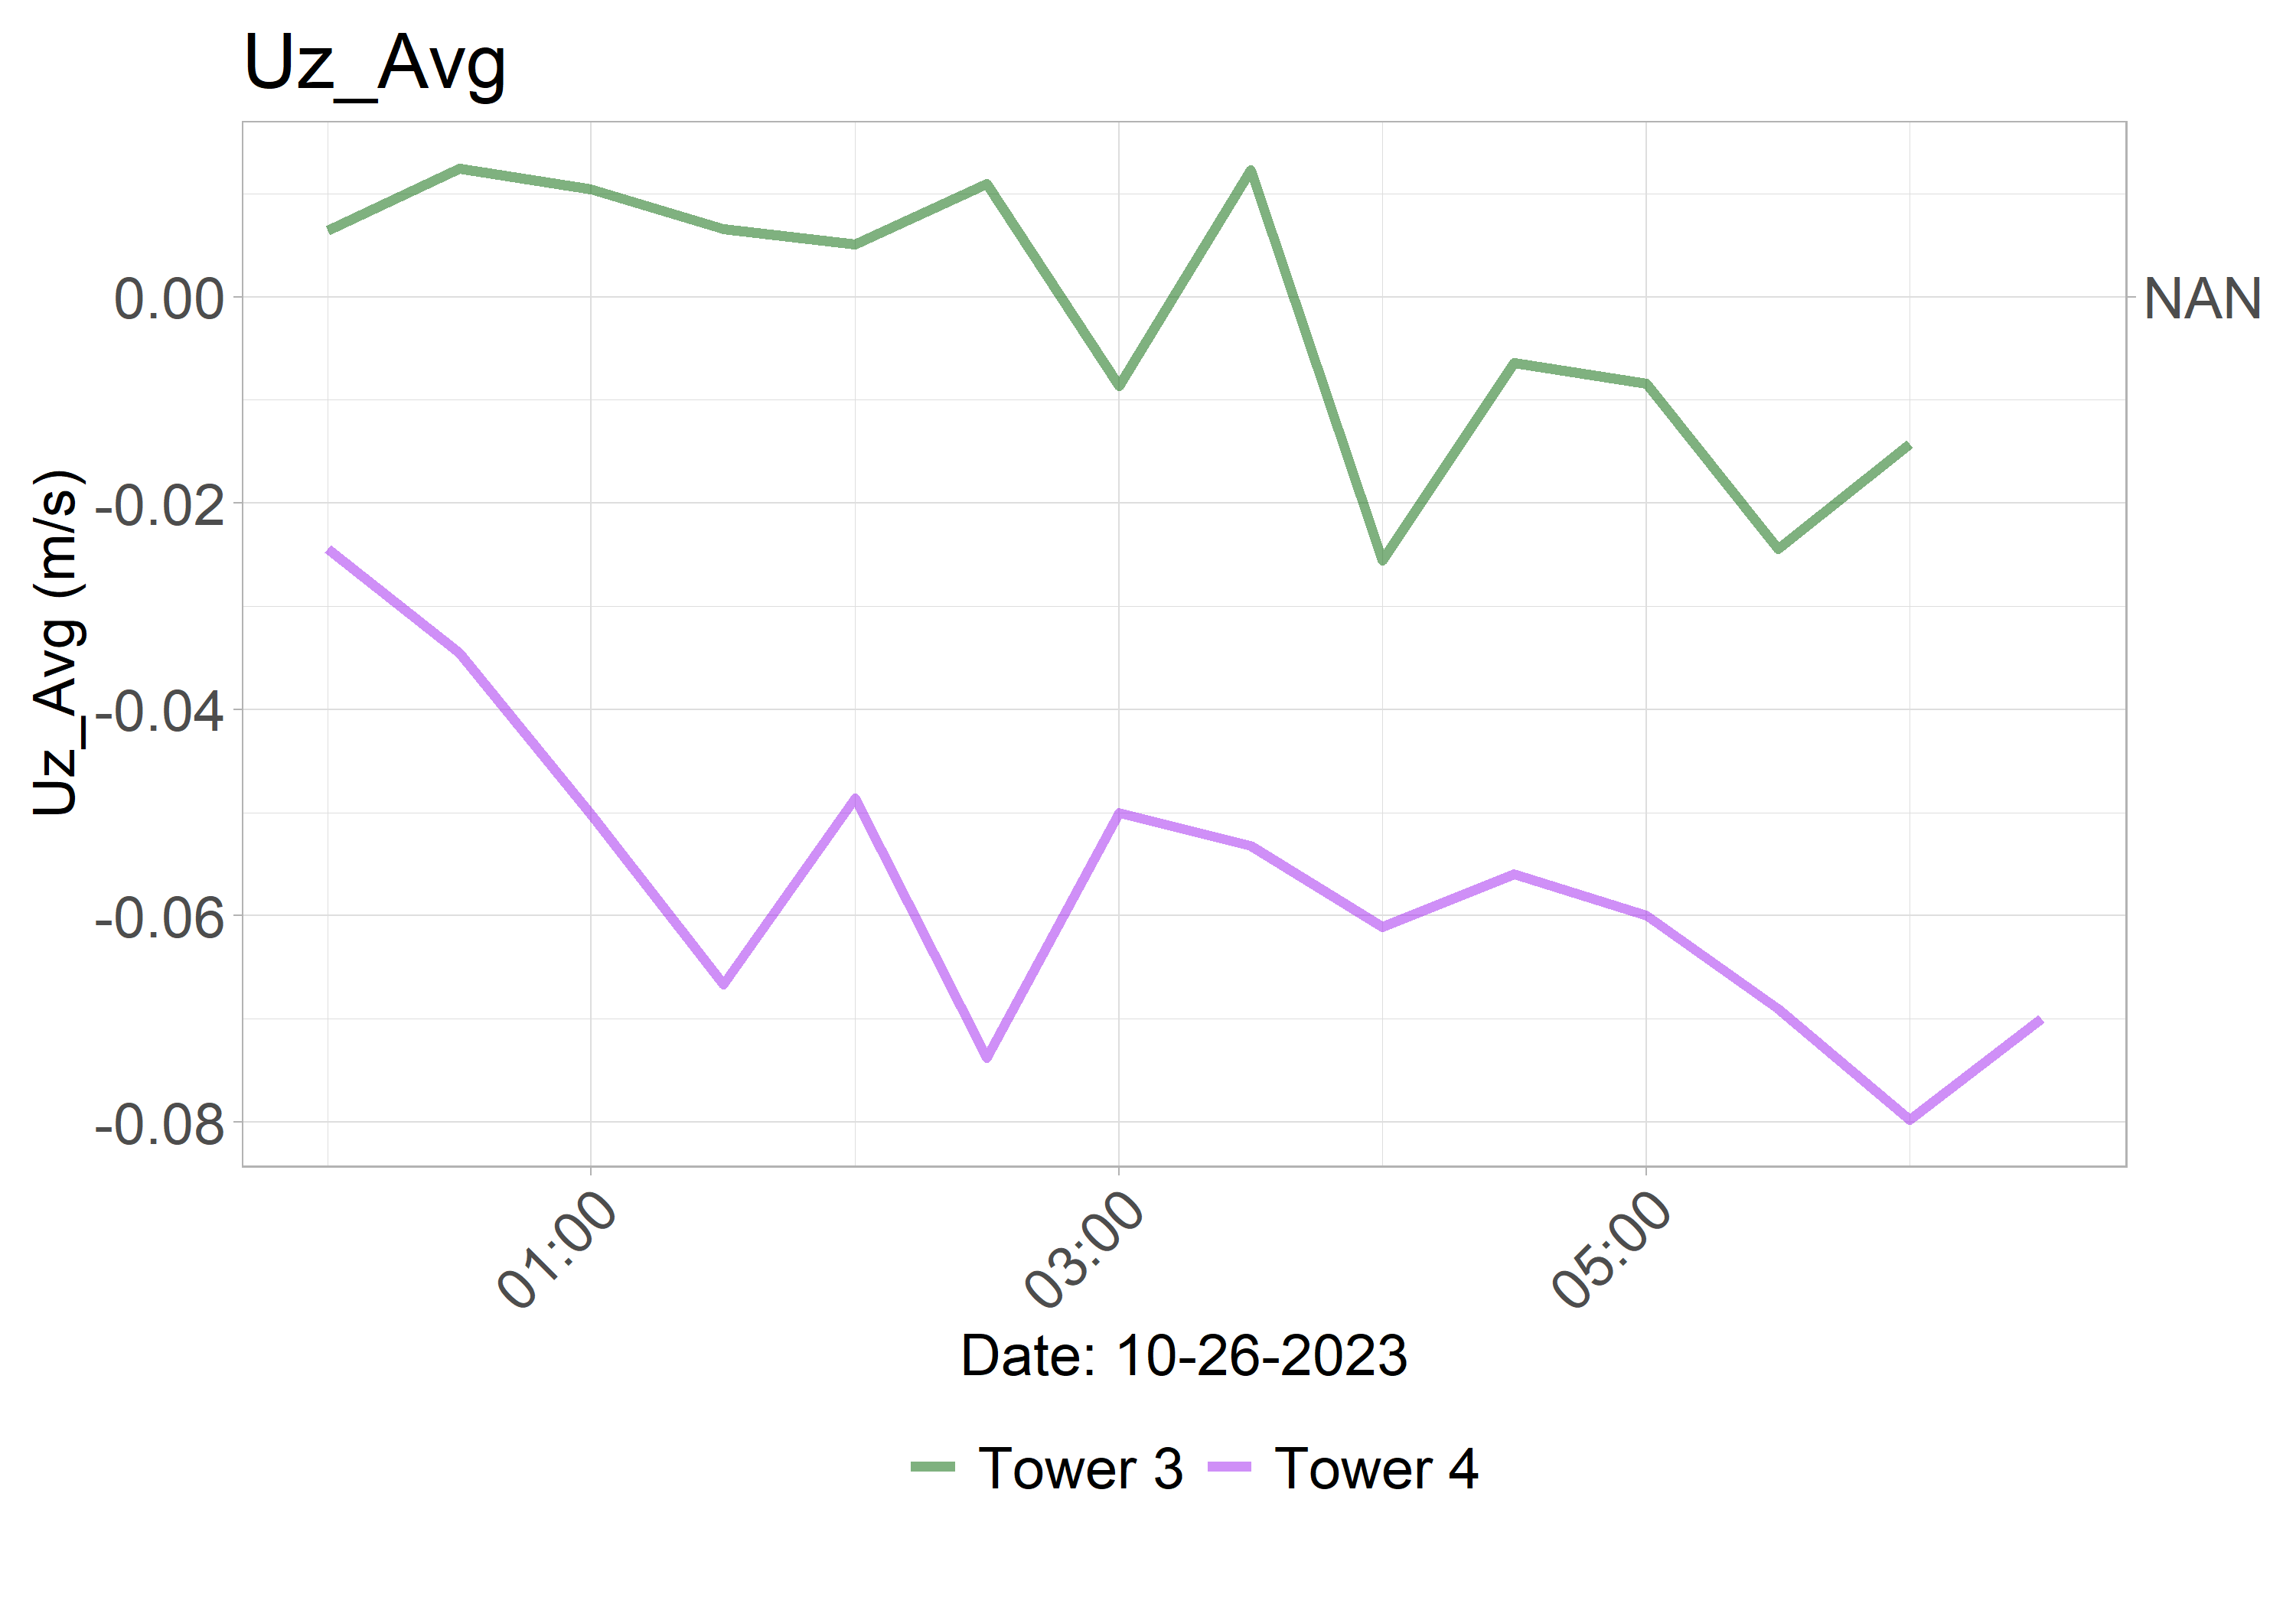 Uz_Avg
Uz_Avg (m/s)
0.00
-0.02
-0.04
-0.06
-0.08
NAN
01:00
03:00
05:00
Date: 10-26-2023
Tower 3
Tower 4